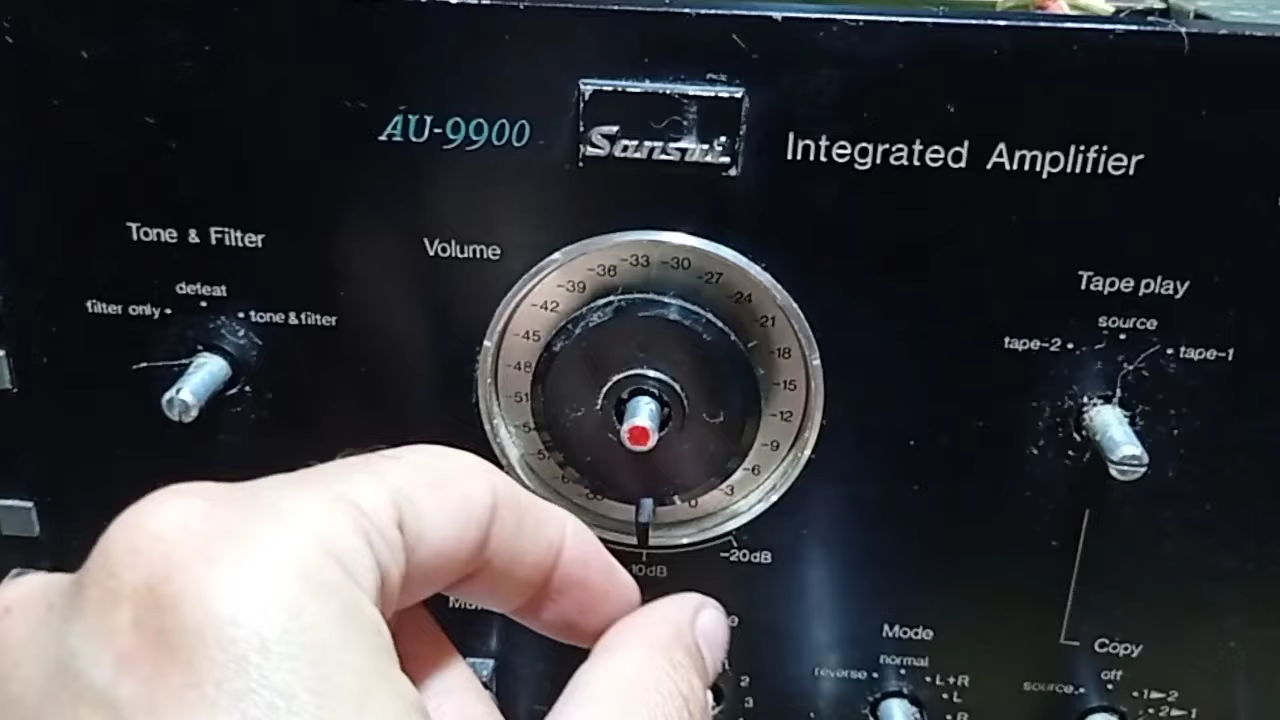 AU-9900
Sansui
Integrated Amplifier
Tone & Filter
Volume
filter only
defeat
tone & filter
-51
-48
-45
-42
-39
-36
-33
-30
-27
-24
-21
-18
-15
-12
-9
-6
-3
0
10dB
-20dB
Tape play
tape-2
source
tape-1
Mode
reverse
normal
L+R
L
R
2
3
Copy
source
off
1►2
2►1